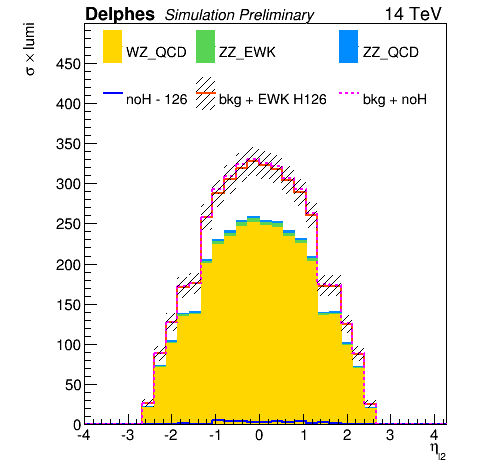 Delphes Simulation Preliminary 14 TeV
σ × lumi
WZ_QCD ZZ_EWK ZZ_QCD
noH - 126 bkg + EWK H126 bkg + noH
450
400
350
300
250
200
150
100
50
0
-4 -3 -2 -1 0 1 2 3 4
η_l2